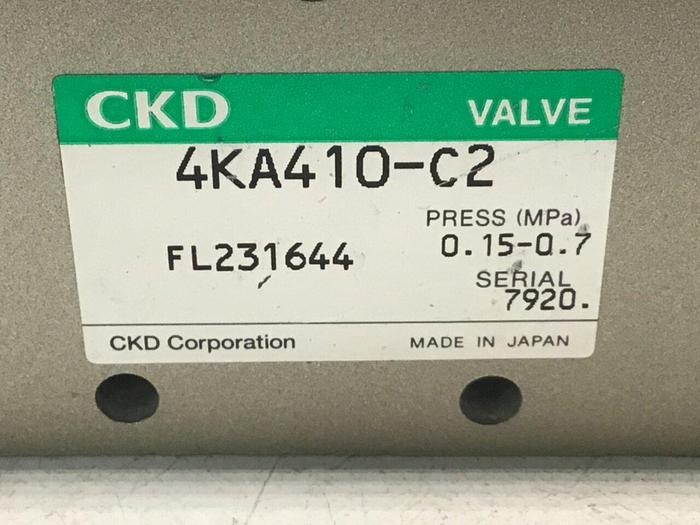 CKD VALVE
4KA410-C2
PRESS (MPa)
FL231644 0.15-0.7
SERIAL
7920.
CKD Corporation MADE IN JAPAN